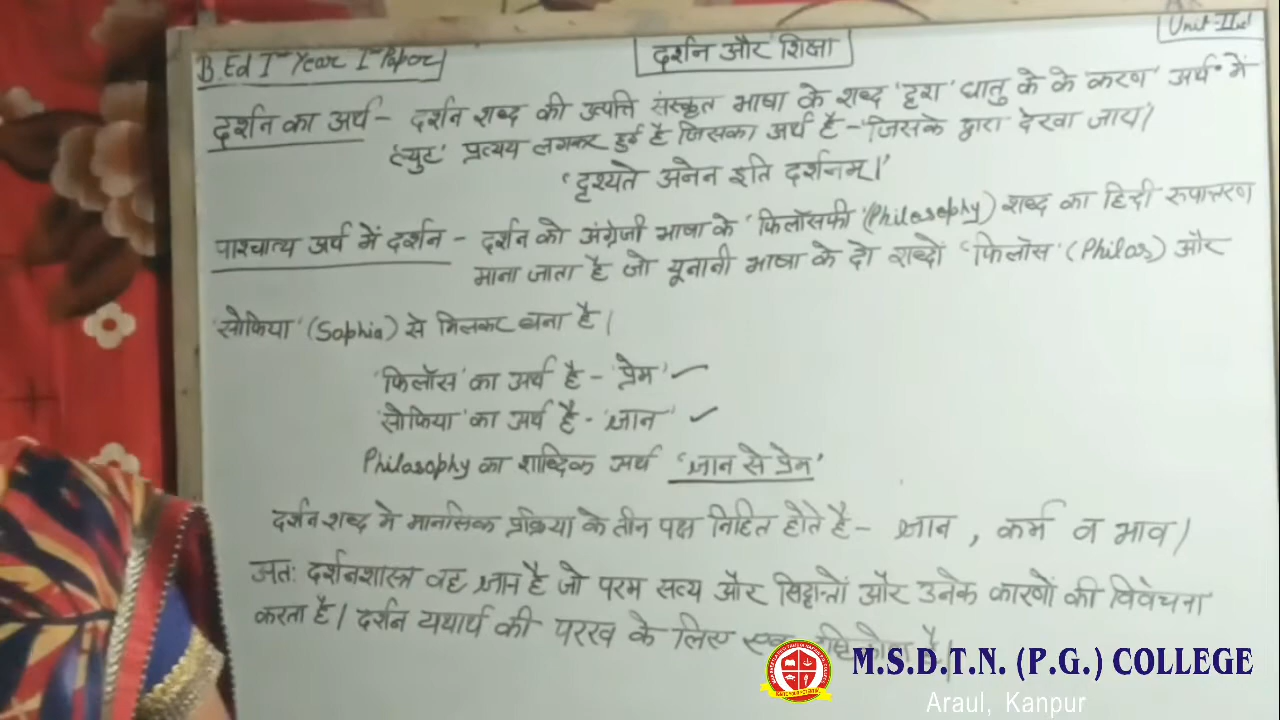 B.Ed Ist Year Ist Paper
दर्शन और शिक्षा
Unit-IInd
दर्शन का अर्थ - दर्शन शब्द की उत्पत्ति संस्कृत भाषा के शब्द 'दृश' धातु के के करण' अर्थ में
'ल्युट' प्रत्यय लगकर हुई है जिसका अर्थ है - 'जिसके द्वारा देखा जाय।
'दृश्यते अनेन इति दर्शनम्।'
पाश्चात्य अर्थ में दर्शन - दर्शन को अंग्रेजी भाषा के 'फिलॉसफी' (Philosophy) शब्द का हिंदी रूपान्तरण
माना जाता है जो यूनानी भाषा के दो शब्दों 'फिलॉस' (Philos) और
'सोफिया' (Sophia) से मिलकर बना है।
'फिलॉस' का अर्थ है - 'प्रेम' ✓
'सोफिया' का अर्थ है - 'ज्ञान' ✓
Philosophy का शाब्दिक अर्थ 'ज्ञान से प्रेम'
दर्शन शब्द मे मानसिक प्रक्रिया के तीन पक्ष निहित होते है - ज्ञान , कर्म व भाव।
अतः दर्शनशास्त्र वह ज्ञान है जो परम सत्य और सिद्दान्तों और उनके कारणों की विवेचना
करता है। दर्शन यथार्थ की परख के लिए एक है।
M.S.D.T.N. (P.G.) COLLEGE
Araul, Kanpur